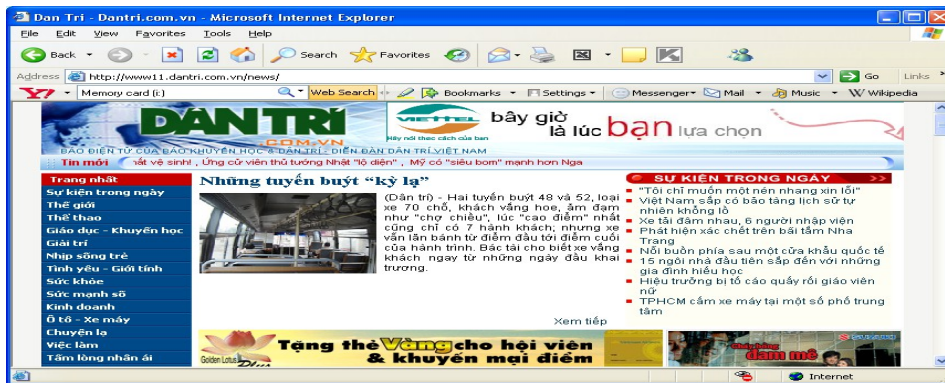 Dan Tri - Dantri.com.vn - Microsoft Internet Explorer
File Edit View Favorites Tools Help
Back Search Favorites
Address http://www11.dantri.com.vn/news/ Go Links
Y! Memory card (i:) Web Search Bookmarks Settings Messenger Mail Music Wikipedia
DÂN TRÍ
.COM.VN
BÁO ĐIỆN TỬ CỦA BÁO KHUYẾN HỌC & DÂN TRÍ - DIỄN ĐÀN DÂN TRÍ VIỆT NAM
VIETTEL
Hãy nói theo cách của bạn
bây giờ
là lúc bạn lựa chọn
Tin mới nhất vệ sinh! , Ứng cử viên thủ tướng Nhật "lộ diện" , Mỹ có "siêu bom" mạnh hơn Nga
Trang nhất
Sự kiện trong ngày
Thế giới
Thể thao
Giáo dục - Khuyến học
Giải trí
Nhịp sống trẻ
Tình yêu - Giới tính
Sức khỏe
Sức mạnh số
Kinh doanh
Ô tô - Xe máy
Chuyện lạ
Việc làm
Tấm lòng nhân ái
Những tuyến buýt "kỳ lạ"
(Dân trí) - Hai tuyến buýt 48 và 52, loại
xe 70 chỗ, khách vắng hoe, ảm đạm
như "chợ chiều", lúc "cao điểm" nhất
cũng chỉ có 7 hành khách; nhưng xe
vẫn lăn bánh từ điểm đầu tới điểm cuối
của hành trình. Bác tài cho biết xe vắng
khách ngay từ những ngày đầu khai
trương.
Xem tiếp
SỰ KIỆN TRONG NGÀY >>
"Tôi chỉ muốn một nén nhang xin lỗi"
Việt Nam sắp có bảo tàng lịch sử tự
nhiên khổng lồ
Xe tải đâm nhau, 6 người nhập viện
Phát hiện xác chết trên bãi tắm Nha
Trang
Nỗi buồn phía sau một cửa khẩu quốc tế
15 ngôi nhà đầu tiên sắp đến với những
gia đình hiếu học
Hiệu trưởng bị tố cáo quấy rối giáo viên
nữ
TPHCM cấm xe máy tại một số phố trung
tâm
Golden Lotus Plus
Tặng thẻ Vàng cho hội viên
& khuyến mại điểm
đam mê
Internet